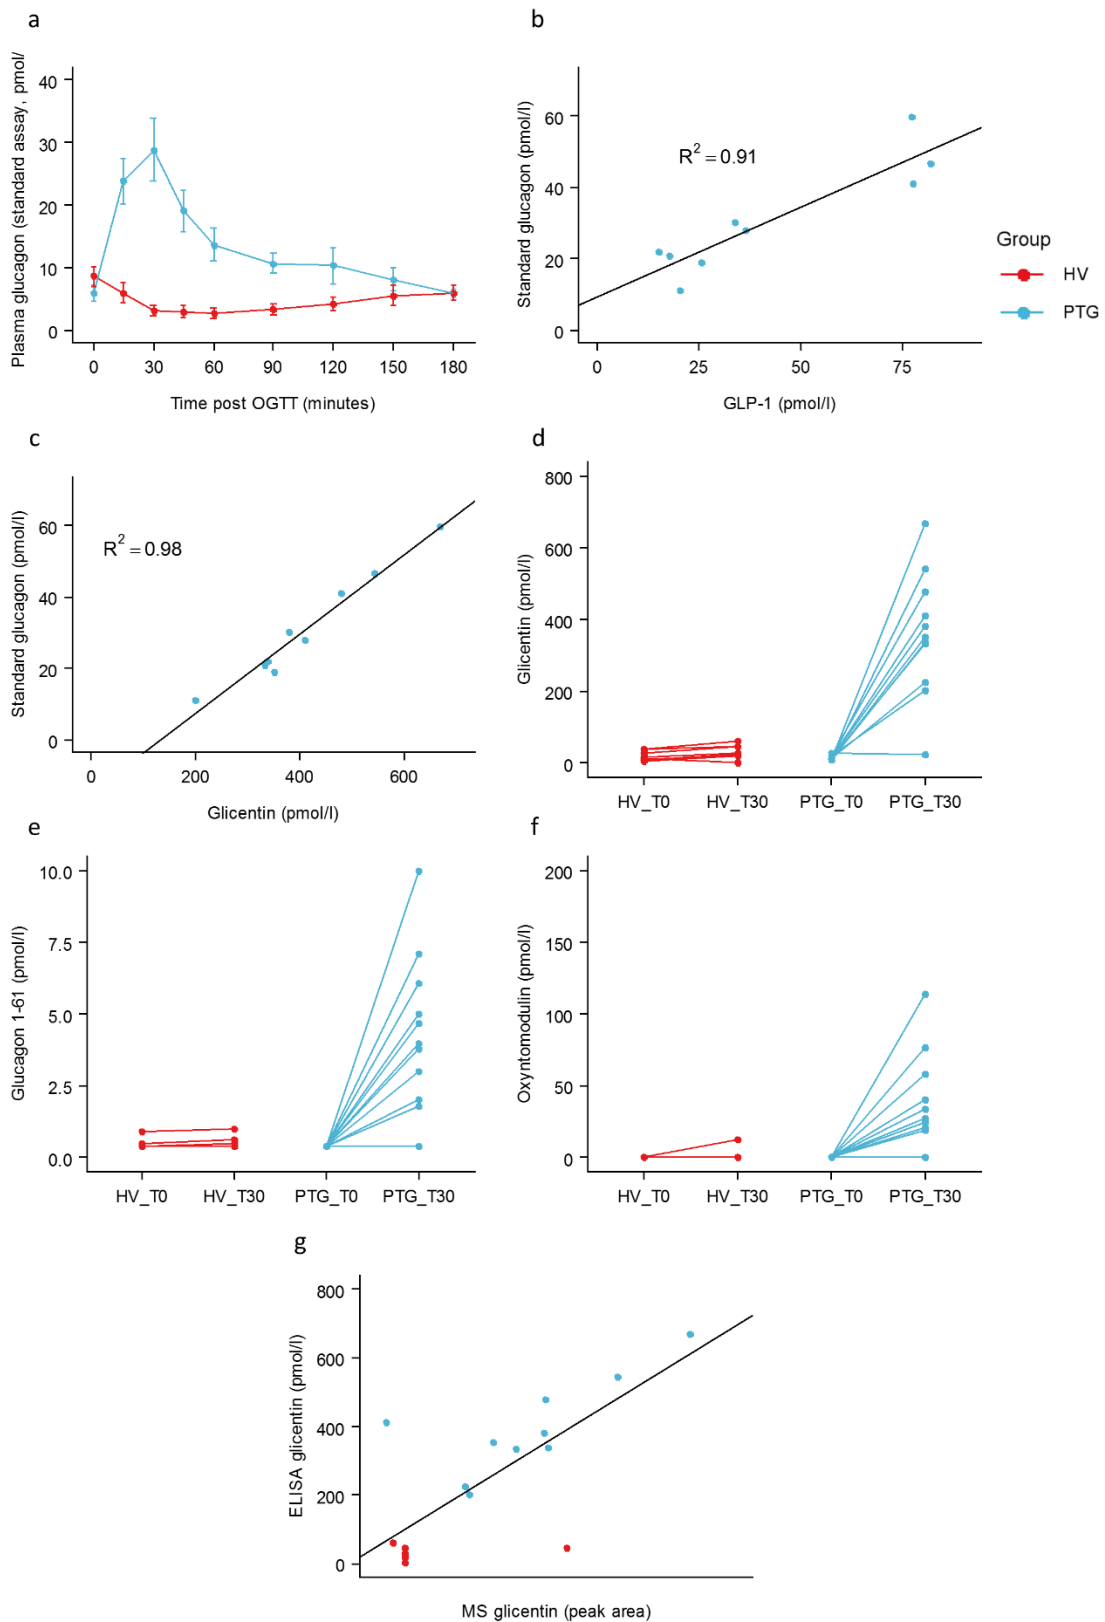 a
Plasma glucagon (standard assay, pmol/
40
30
20
10
0
0 30 60 90 120 150 180
Time post OGTT (minutes)
b
Standard glucagon (pmol/l)
60
40
20
0
R² = 0.91
0 25 50 75
GLP-1 (pmol/l)
Group
HV
PTG
c
Standard glucagon (pmol/l)
60
40
20
0
R² = 0.98
0 200 400 600
Glicentin (pmol/l)
d
Glicentin (pmol/l)
800
600
400
200
0
HV_T0 HV_T30 PTG_T0 PTG_T30
e
Glucagon 1-61 (pmol/l)
10.0
7.5
5.0
2.5
0.0
HV_T0 HV_T30 PTG_T0 PTG_T30
f
Oxyntomodulin (pmol/l)
200
150
100
50
0
HV_T0 HV_T30 PTG_T0 PTG_T30
g
ELISA glicentin (pmol/l)
800
600
400
200
0
MS glicentin (peak area)